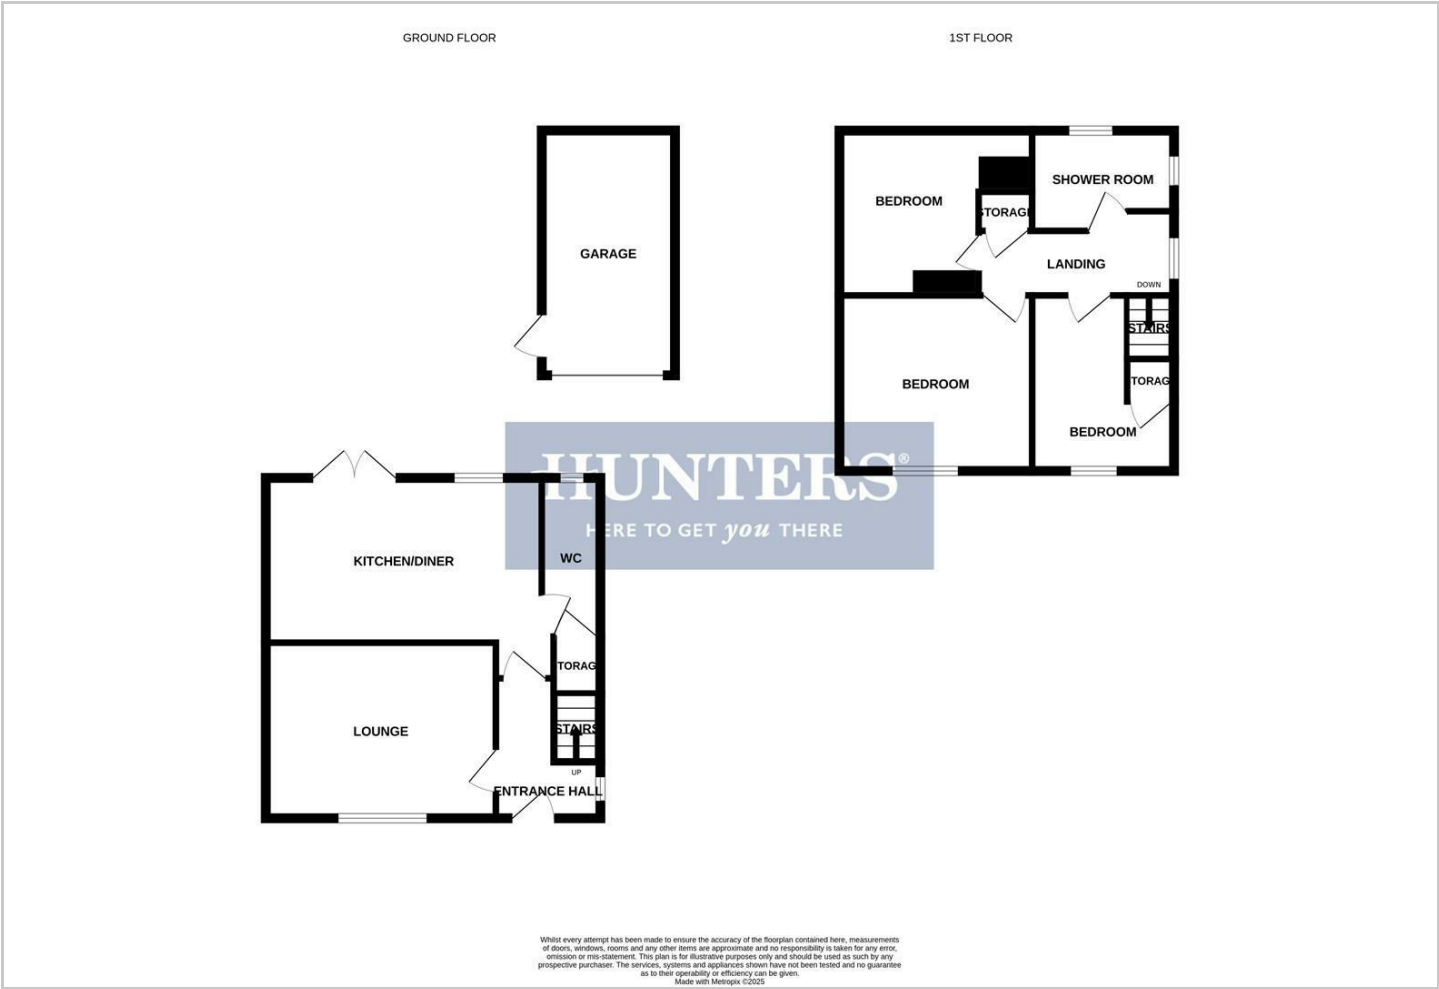 GROUND FLOOR
1ST FLOOR
GARAGE
BEDROOM
STORAGE
SHOWER ROOM
LANDING
DOWN
STAIRS
TORAG
BEDROOM
BEDROOM
HUNTERS®
HERE TO GET you THERE
KITCHEN/DINER
WC
TORAG
LOUNGE
STAIRS
UP
ENTRANCE HALL
Whilst every attempt has been made to ensure the accuracy of the floorplan contained here, measurements
of doors, windows, rooms and any other items are approximate and no responsibility is taken for any error,
omission or mis-statement. This plan is for illustrative purposes only and should be used as such by any
prospective purchaser. The services, systems and appliances shown have not been tested and no guarantee
as to their operability or efficiency can be given.
Made with Metropix ©2025